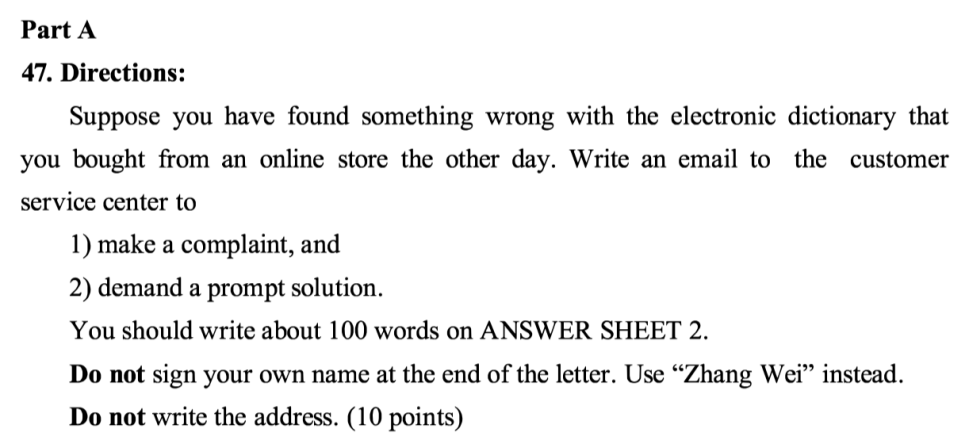 Part A
47. Directions:
Suppose you have found something wrong with the electronic dictionary that
you bought from an online store the other day. Write an email to the customer
service center to
1) make a complaint, and
2) demand a prompt solution.
You should write about 100 words on ANSWER SHEET 2.
Do not sign your own name at the end of the letter. Use “Zhang Wei” instead.
Do not write the address. (10 points)